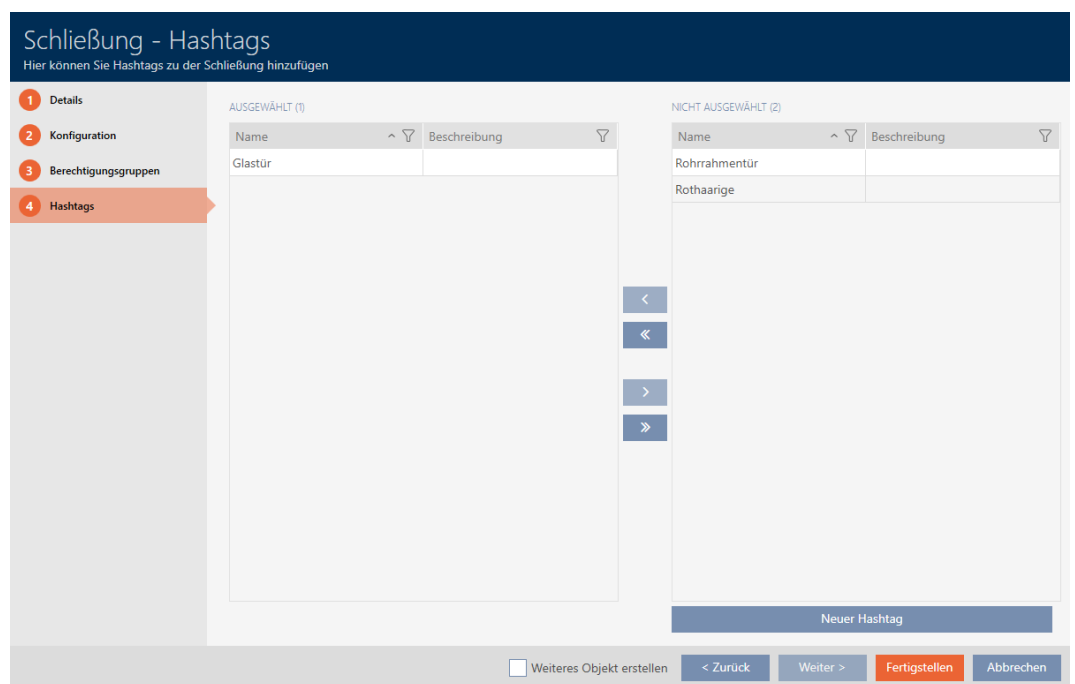 Schließung - Hashtags
Hier können Sie Hashtags zu der Schließung hinzufügen
1 Details
2 Konfiguration
3 Berechtigungsgruppen
4 Hashtags
AUSGEWÄHLT (1)
Name Beschreibung
Glastür
NICHT AUSGEWÄHLT (2)
Name Beschreibung
Rohrrahmentür
Rothaarige
Neuer Hashtag
Weiteres Objekt erstellen < Zurück Weiter > Fertigstellen Abbrechen